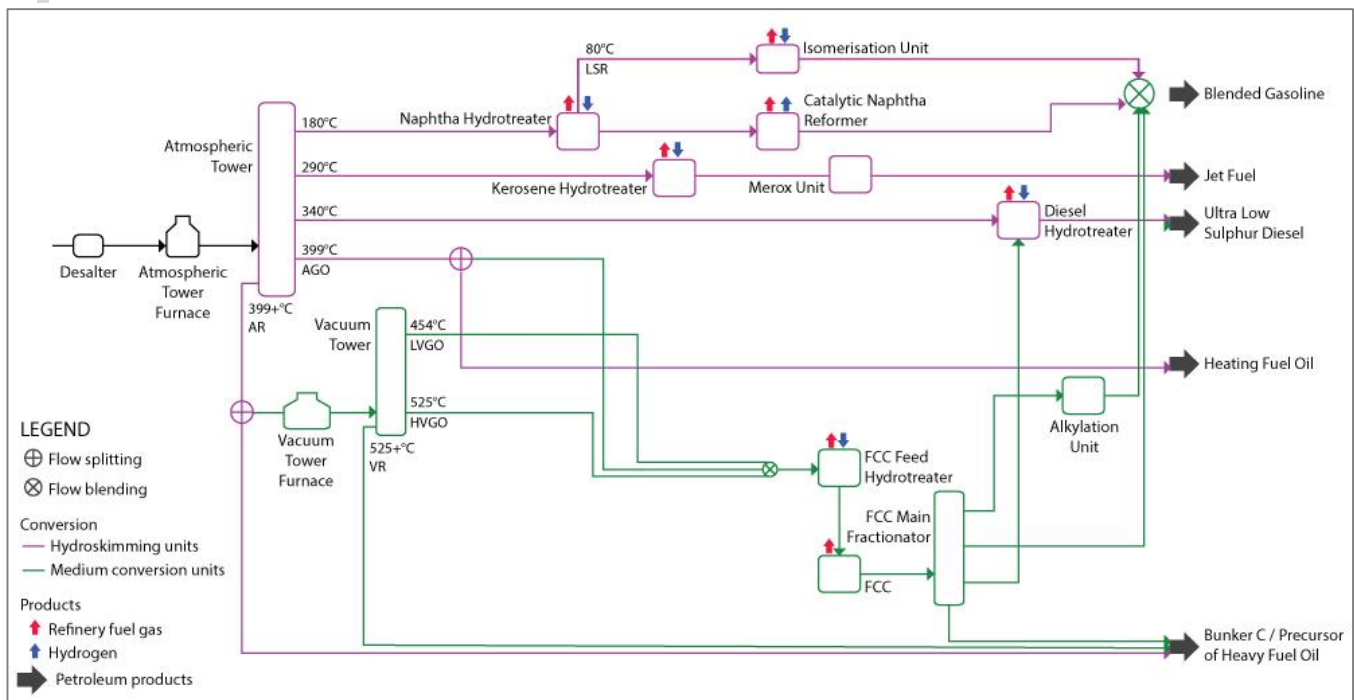 80°C
LSR
Isomerisation Unit
Naphtha Hydrotreater
Catalytic Naphtha
Reformer
Blended Gasoline
180°C
Atmospheric
Tower
290°C
Kerosene Hydrotreater
Merox Unit
Jet Fuel
340°C
Diesel
Hydrotreater
Ultra Low
Sulphur Diesel
399°C
AGO
Desalter
Atmospheric
Tower
Furnace
399+°C
AR
Vacuum
Tower
454°C
LVGO
Heating Fuel Oil
525°C
HVGO
Alkylation
Unit
Vacuum
Tower
Furnace
525+°C
VR
FCC Feed
Hydrotreater
FCC Main
Fractionator
FCC
Bunker C / Precursor
of Heavy Fuel Oil
LEGEND
Flow splitting
Flow blending
Conversion
Hydroskimming units
Medium conversion units
Products
Refinery fuel gas
Hydrogen
Petroleum products